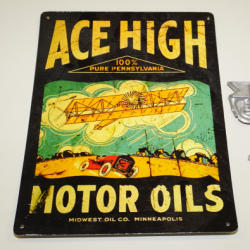 ACE HIGH
100%
PURE PENNSYLVANIA
MOTOR OILS
MIDWEST OIL CO. MINNEAPOLIS